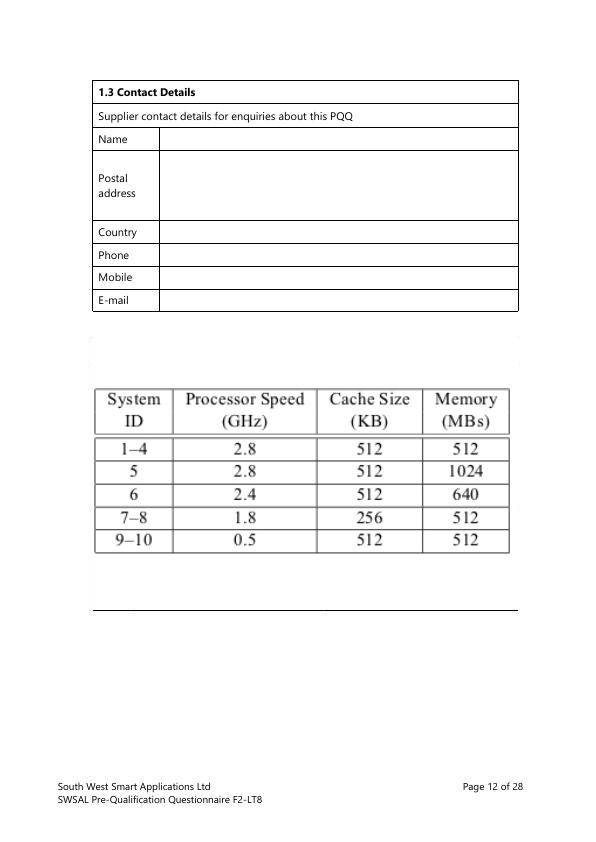 1.3 Contact Details
Supplier contact details for enquiries about this PQQ
Name
Postal
address
Country
Phone
Mobile
E-mail
System Processor Speed Cache Size Memory
ID (GHz) (KB) (MBs)
1–4 2.8 512 512
5 2.8 512 1024
6 2.4 512 640
7–8 1.8 256 512
9–10 0.5 512 512
South West Smart Applications Ltd Page 12 of 28
SWSAL Pre-Qualification Questionnaire F2-LT8